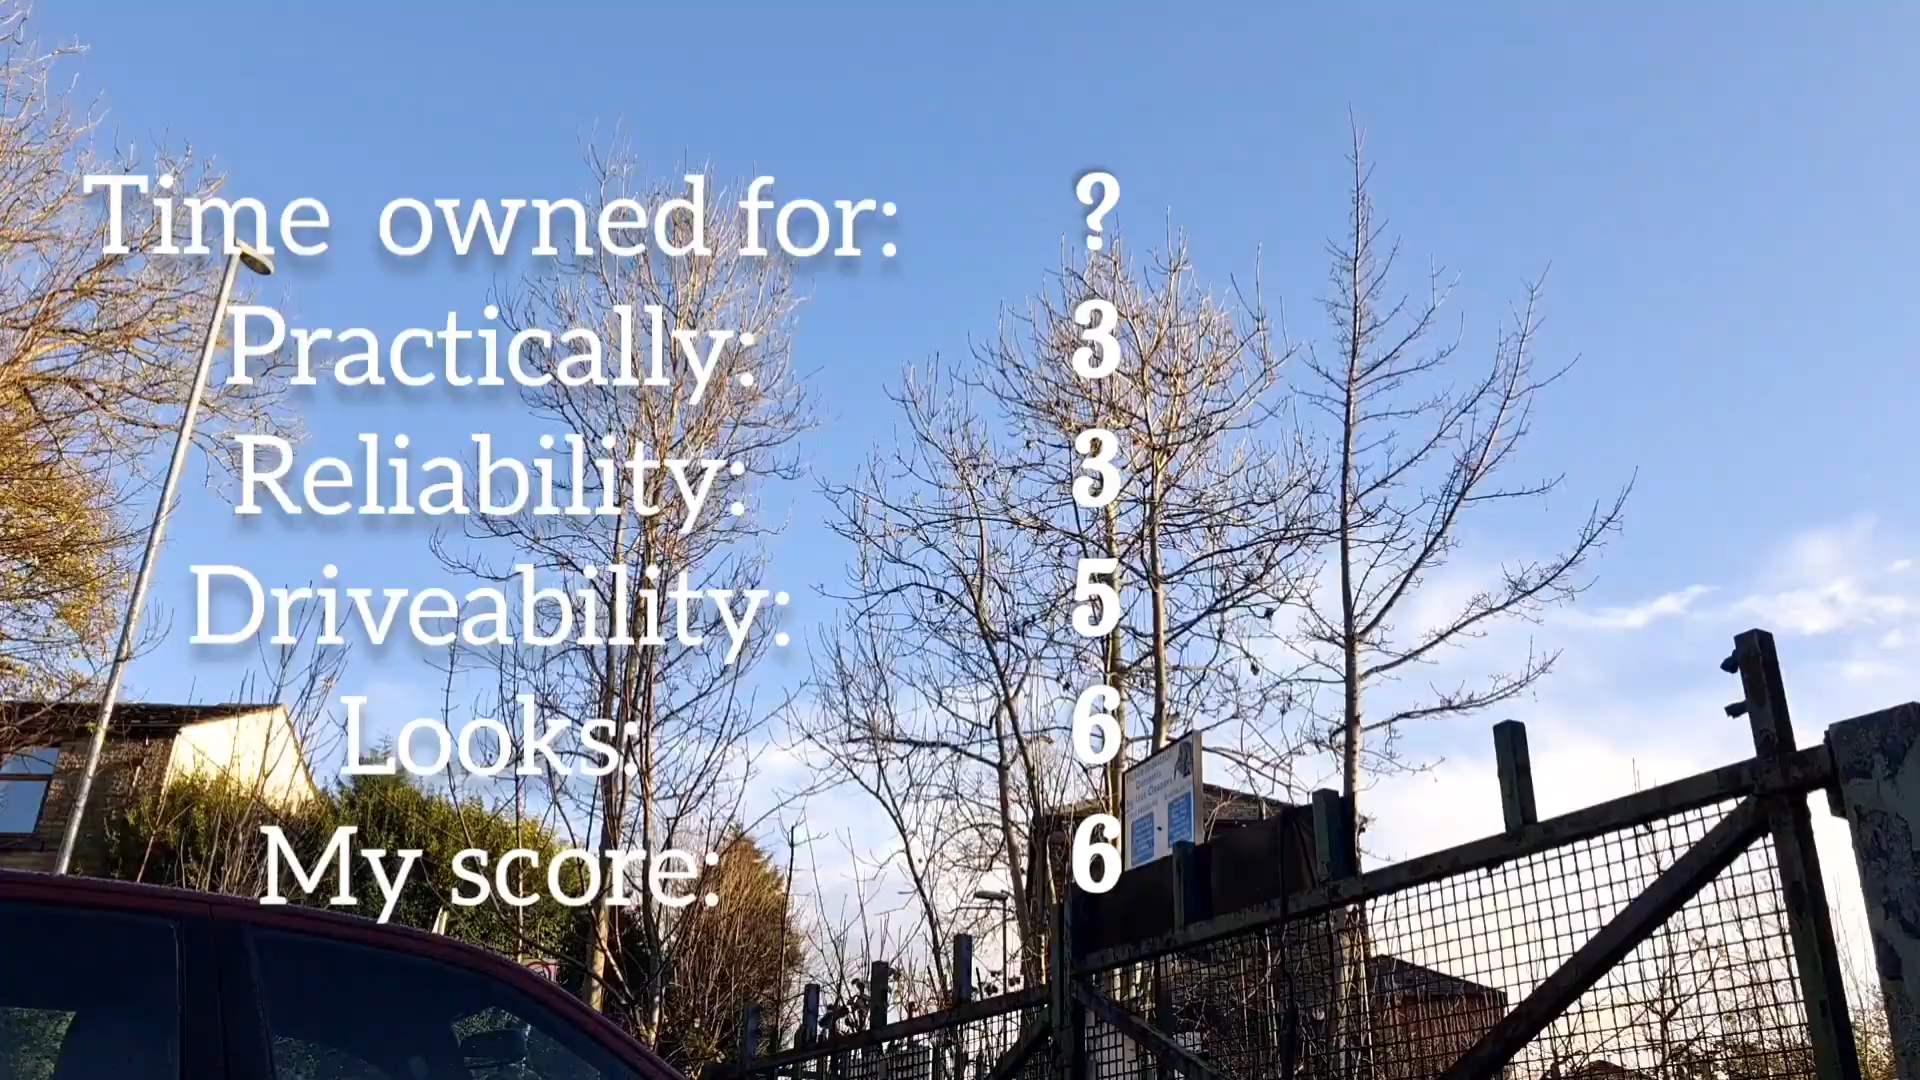 Time owned for: ?
Practically: 3
Reliability: 3
Driveability: 5
Looks: 6
My score: 6